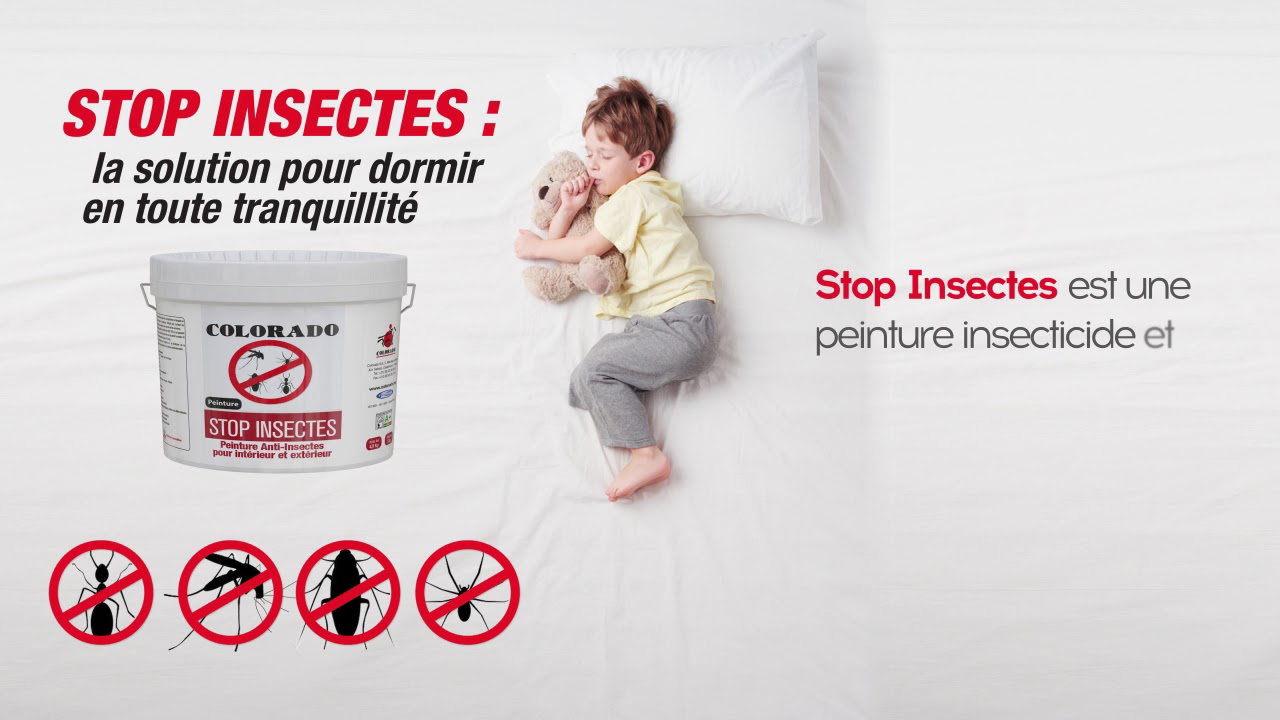 STOP INSECTES :
la solution pour dormir
en toute tranquillité
COLORADO
Peinture
STOP INSECTES
Peinture Anti-Insectes
pour intérieur et extérieur
COLORADO
Stop Insectes est une
peinture insecticide et